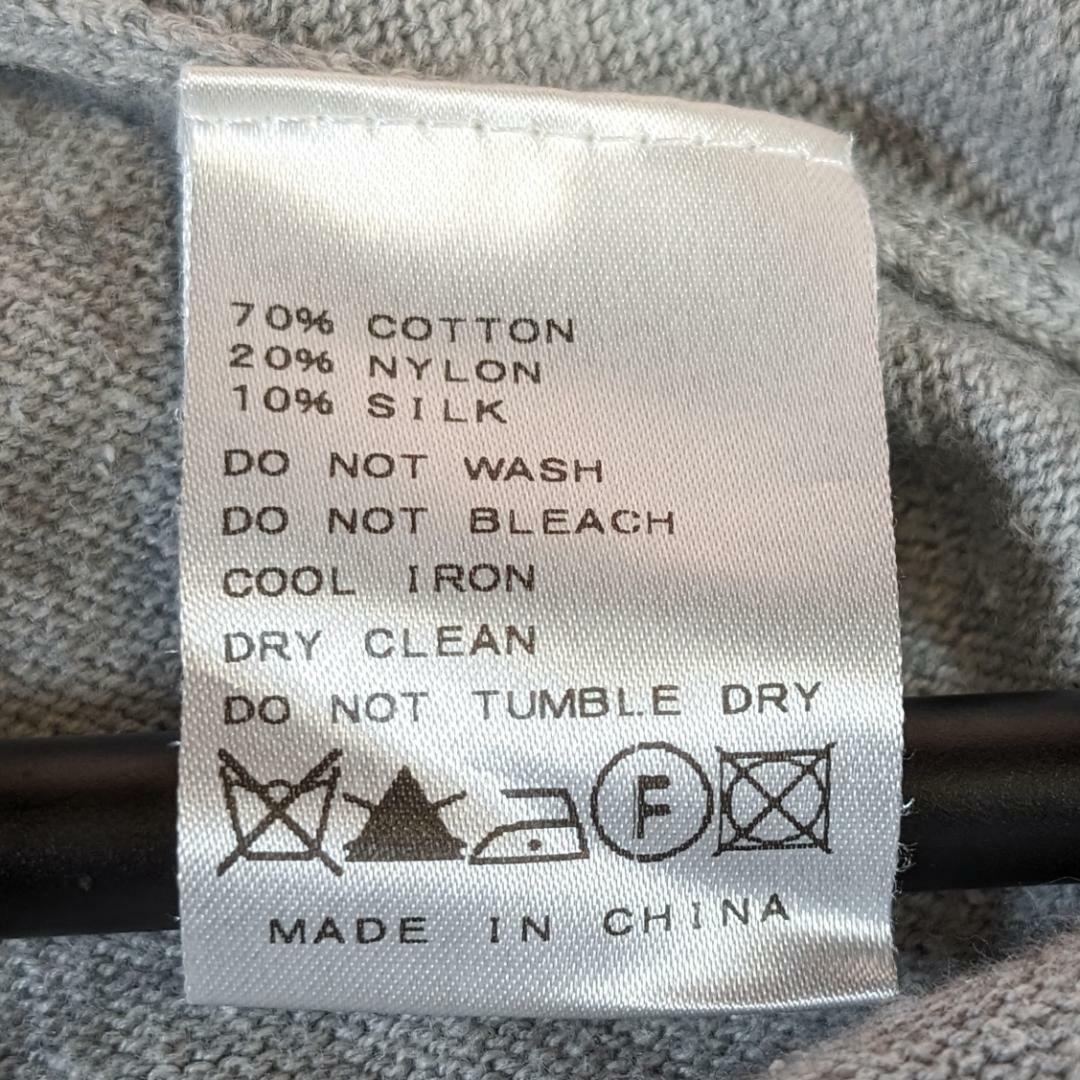 70% COTTON
20% NYLON
10% SILK
DO NOT WASH
DO NOT BLEACH
COOL IRON
DRY CLEAN
DO NOT TUMBLE DRY
F
MADE IN CHINA